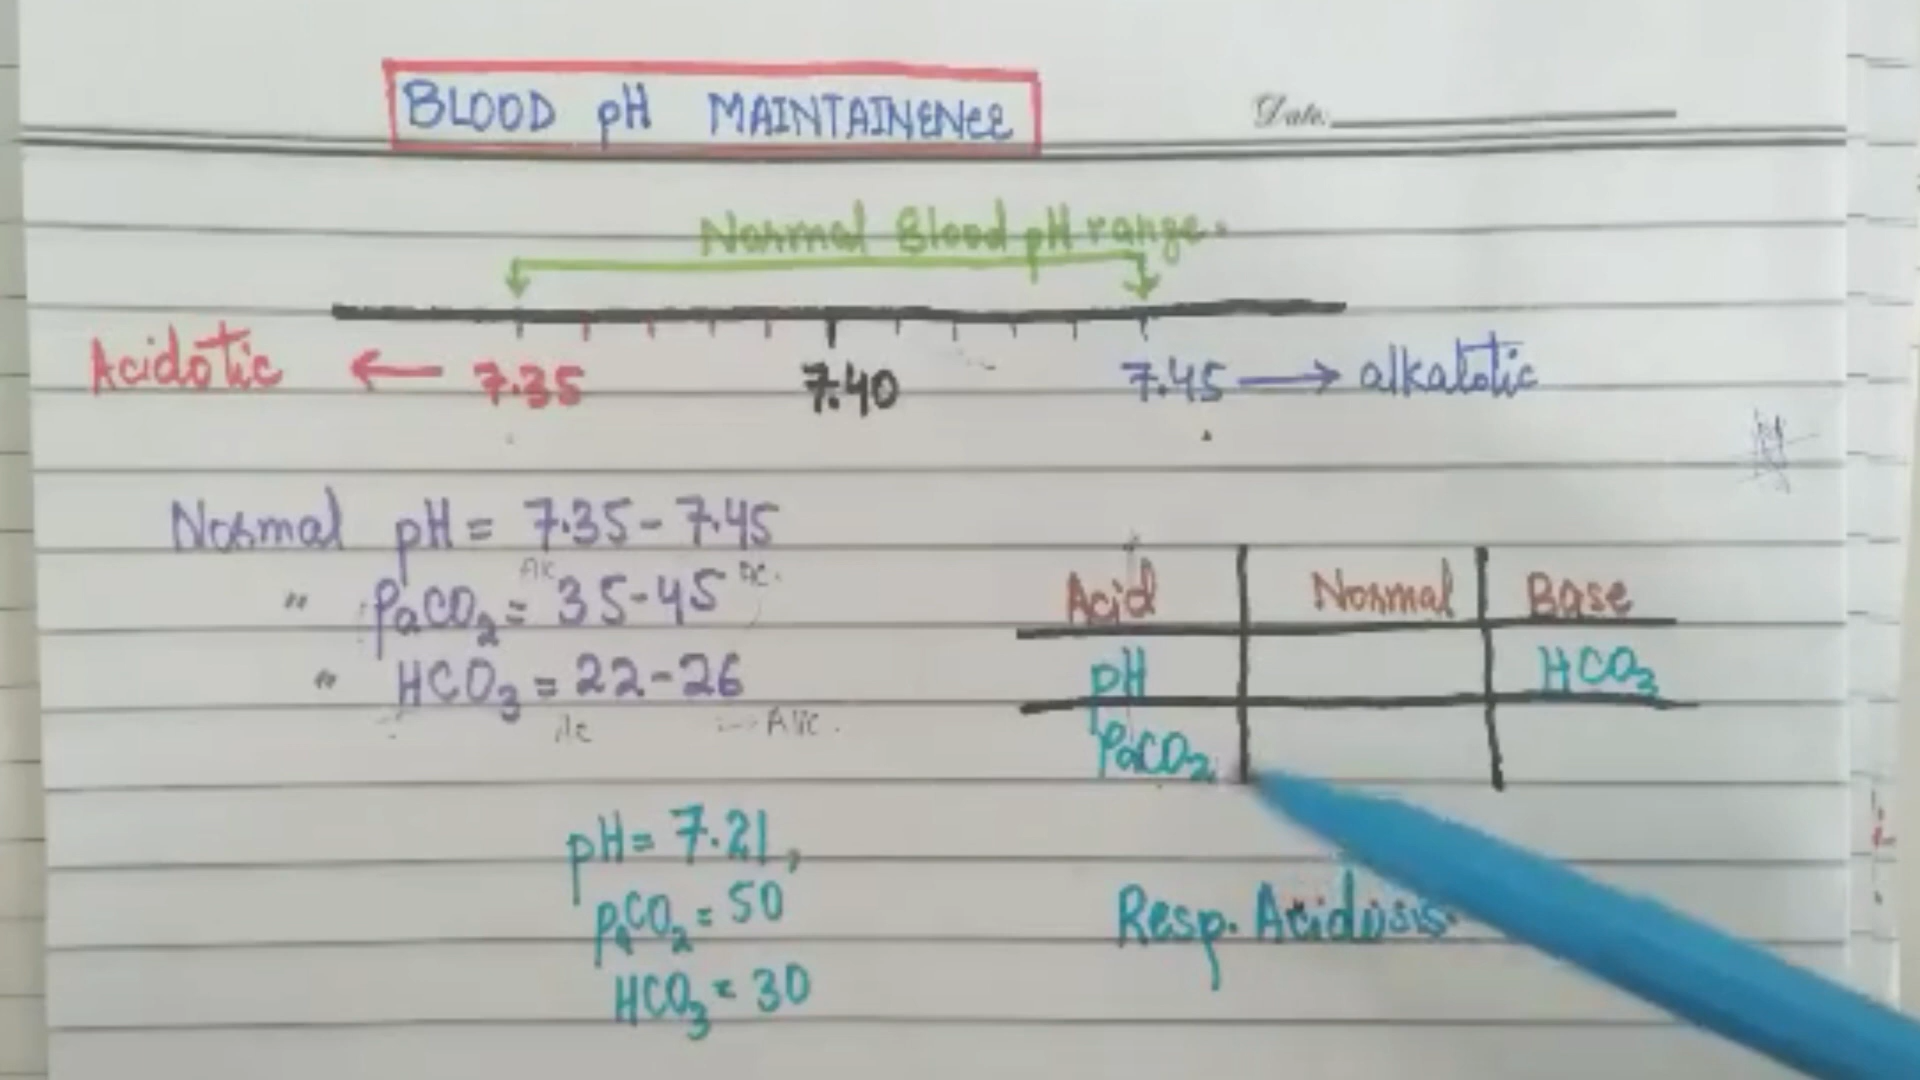 BLOOD pH MAINTAINENCE
Date.
Normal Blood pH range.
Acidotic ← 7.35 7.40 7.45 → alkalotic
Normal pH = 7.35-7.45
" PaCO2 = 35-45
" HCO3 = 22-26
Acid Normal Base
pH HCO3
PaCO2
pH = 7.21,
PaCO2 = 50
HCO3 = 30
Resp. Acidosis.